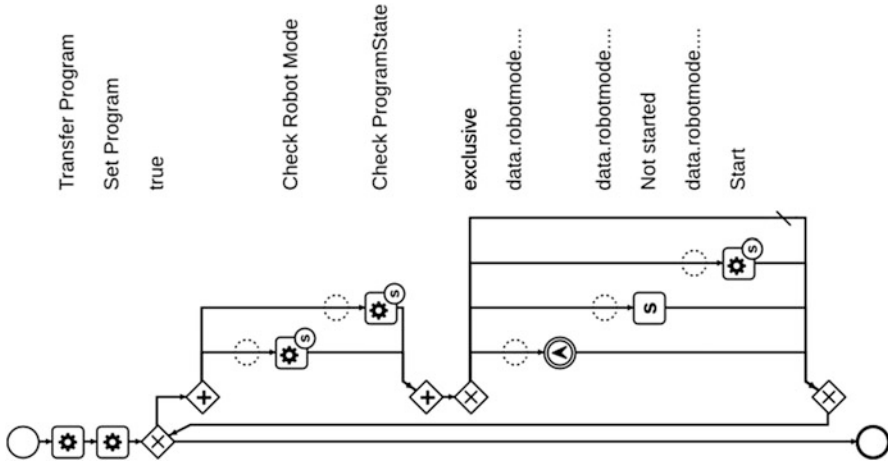 Transfer Program
Set Program
true
Check Robot Mode
Check ProgramState
exclusive
data.robotmode....
data.robotmode....
Not started
data.robotmode....
Start
s
s
s
s